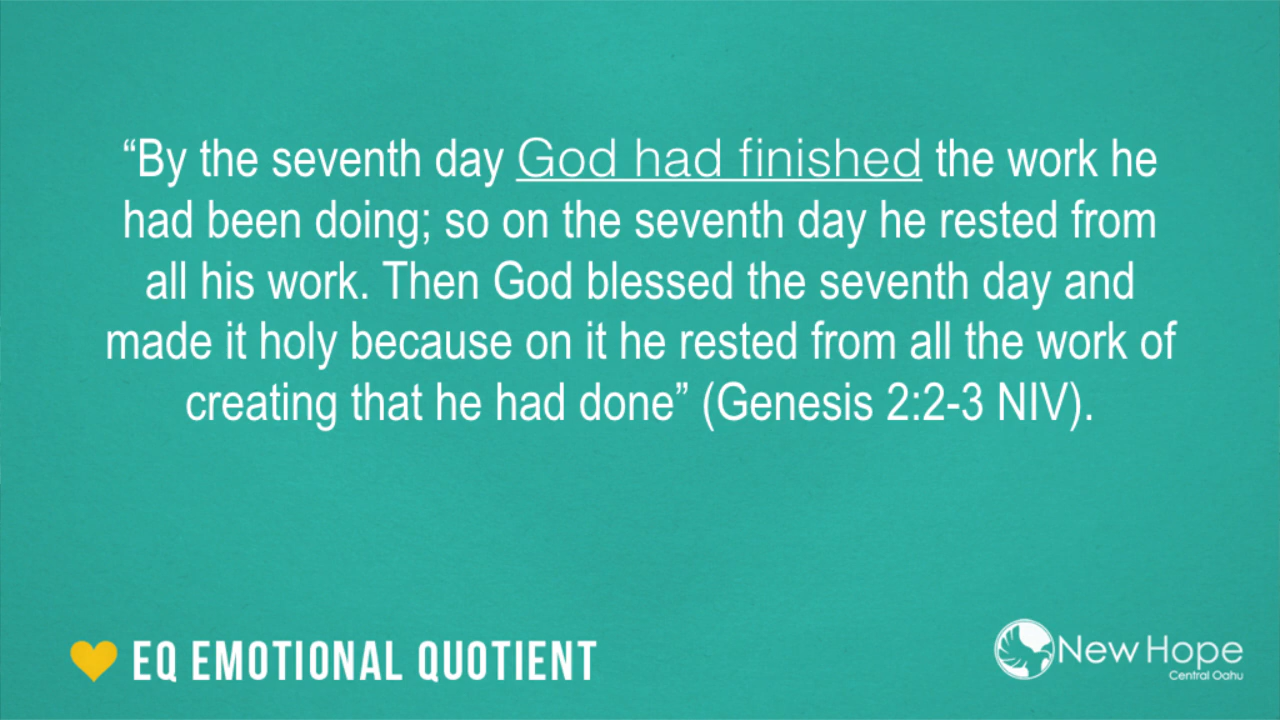 “By the seventh day God had finished the work he
had been doing; so on the seventh day he rested from
all his work. Then God blessed the seventh day and
made it holy because on it he rested from all the work of
creating that he had done” (Genesis 2:2-3 NIV).
EQ EMOTIONAL QUOTIENT
New Hope
Central Oahu